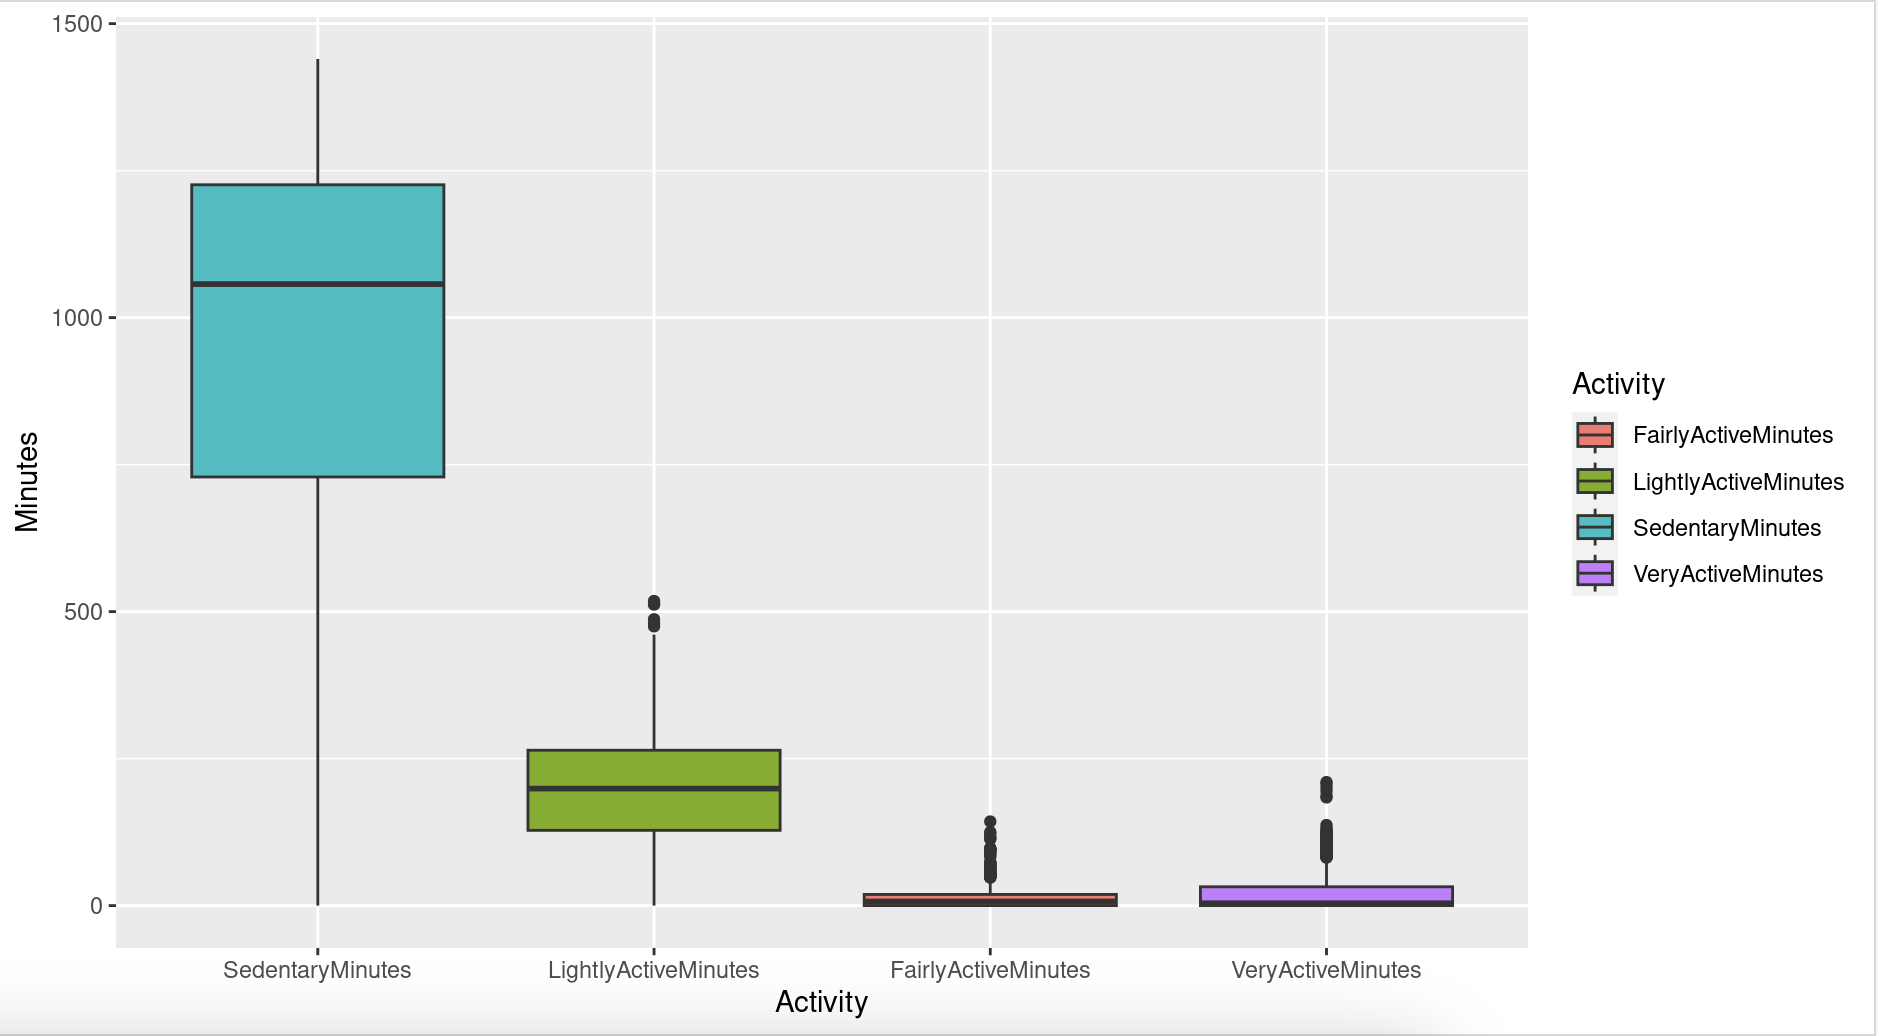 1500
1000
500
0
Minutes
SedentaryMinutes
LightlyActiveMinutes
FairlyActiveMinutes
VeryActiveMinutes
Activity
Activity
FairlyActiveMinutes
LightlyActiveMinutes
SedentaryMinutes
VeryActiveMinutes